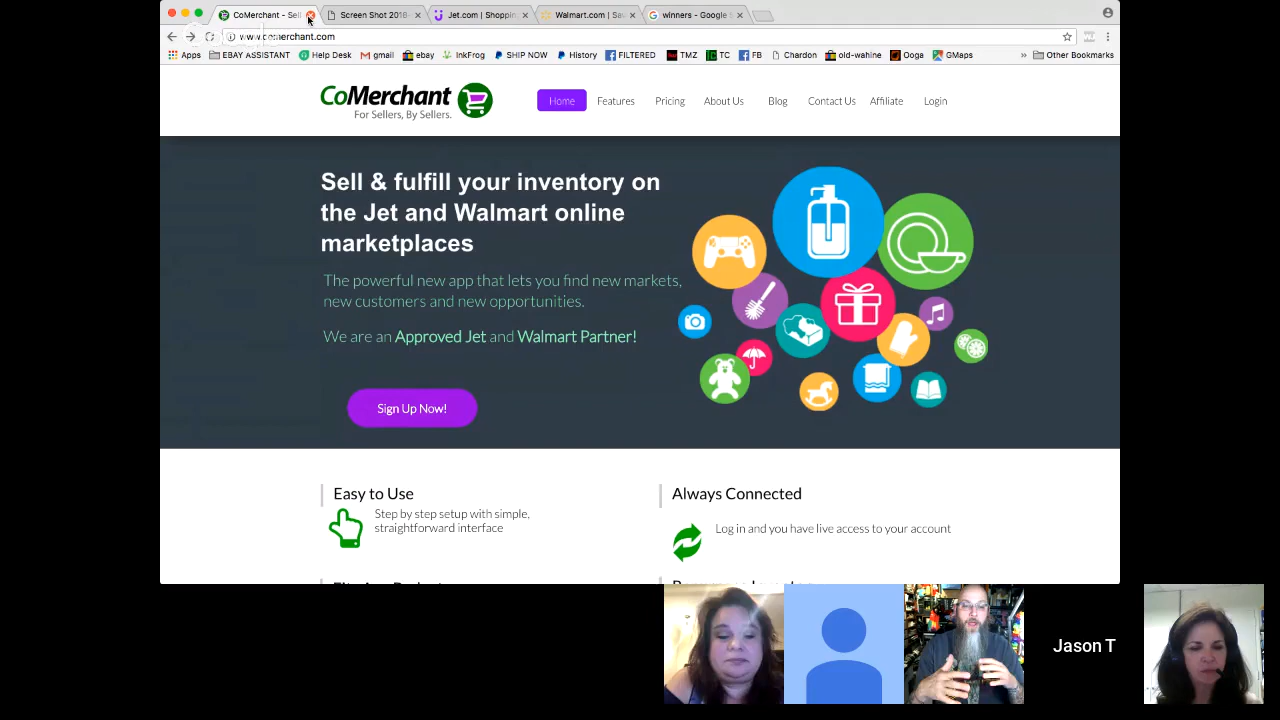 CoMerchant - Sell
Screen Shot 2016-
Jet.com | Shoppin
Walmart.com | Sav
winners - Google S
www.comerchant.com
Apps
EBAY ASSISTANT
Help Desk
gmail
ebay
InkFrog
SHIP NOW
History
FILTERED
TMZ
TC
FB
Chardon
old-wahine
Ooga
GMaps
»
Other Bookmarks
CoMerchant
For Sellers, By Sellers.
Home
Features
Pricing
About Us
Blog
Contact Us
Affiliate
Login
Sell & fulfill your inventory on
the Jet and Walmart online
marketplaces
The powerful new app that lets you find new markets,
new customers and new opportunities.
We are an Approved Jet and Walmart Partner!
Sign Up Now!
Easy to Use
Step by step setup with simple,
straightforward interface
Always Connected
Log in and you have live access to your account
Jason T